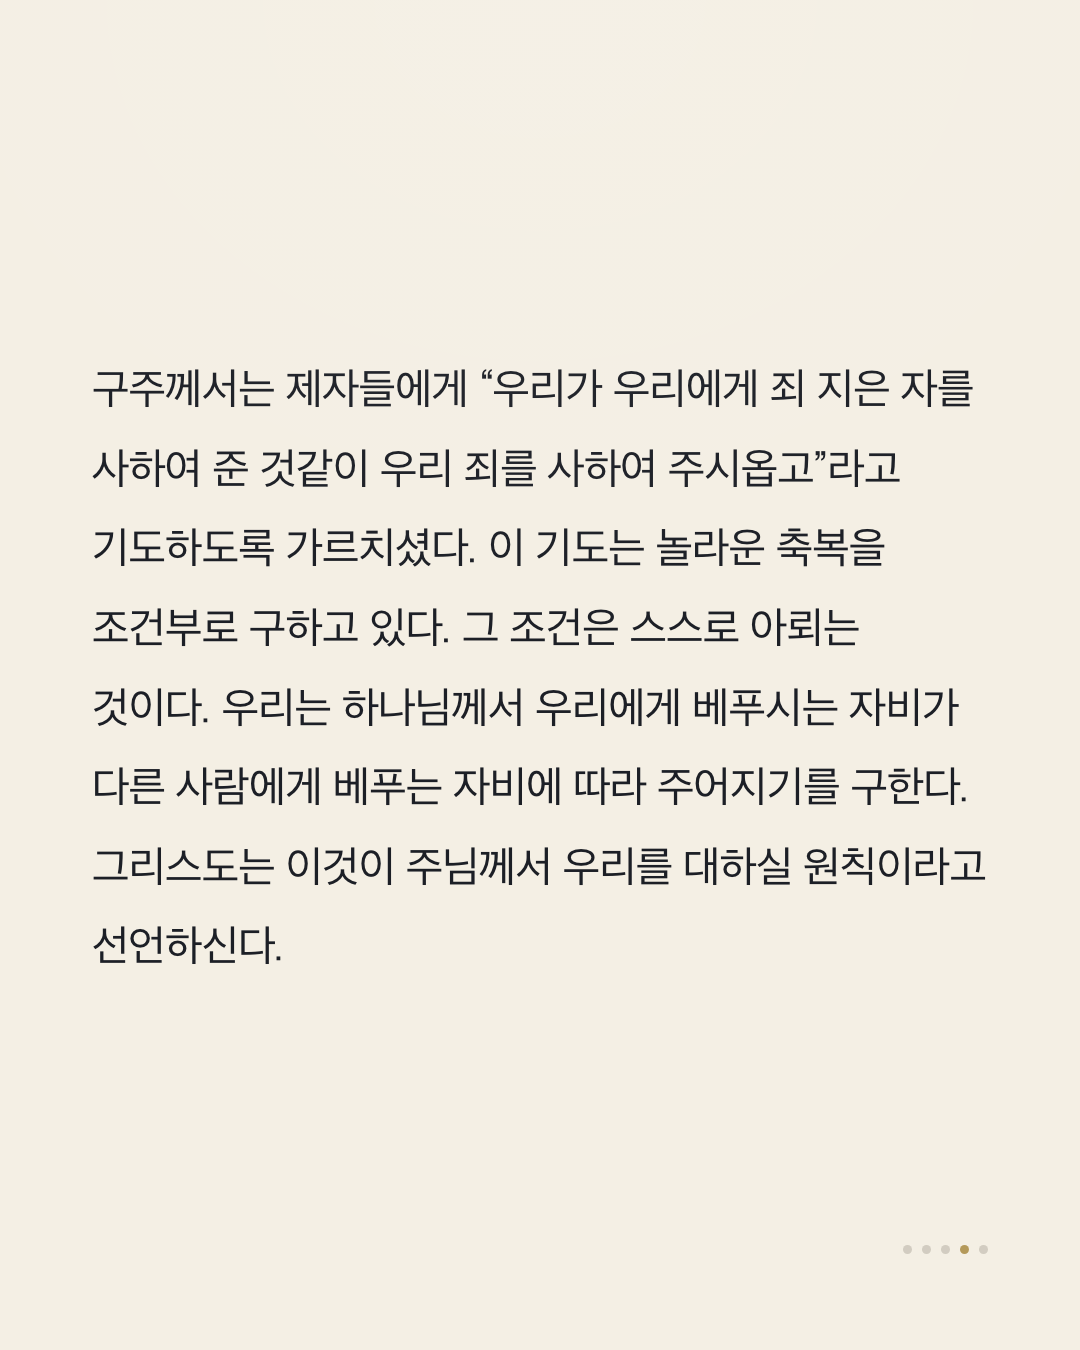 구주께서는 제자들에게 “우리가 우리에게 죄 지은 자를
사하여 준 것같이 우리 죄를 사하여 주시옵고”라고
기도하도록 가르치셨다. 이 기도는 놀라운 축복을
조건부로 구하고 있다. 그 조건은 스스로 아뢰는
것이다. 우리는 하나님께서 우리에게 베푸시는 자비가
다른 사람에게 베푸는 자비에 따라 주어지기를 구한다.
그리스도는 이것이 주님께서 우리를 대하실 원칙이라고
선언하신다.